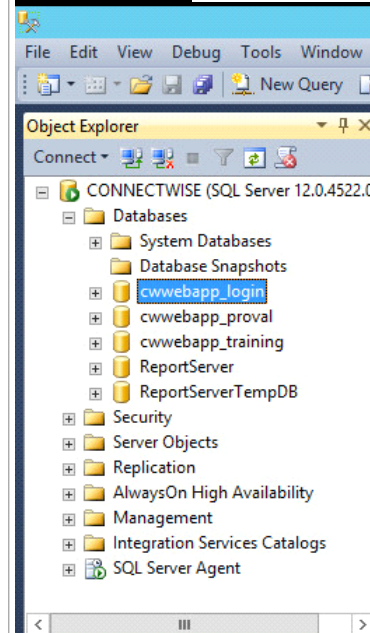 File Edit View Debug Tools Window
New Query
Object Explorer
Connect
CONNECTWISE (SQL Server 12.0.4522.0
Databases
System Databases
Database Snapshots
cwwebapp_login
cwwebapp_proval
cwwebapp_training
ReportServer
ReportServerTempDB
Security
Server Objects
Replication
AlwaysOn High Availability
Management
Integration Services Catalogs
SQL Server Agent